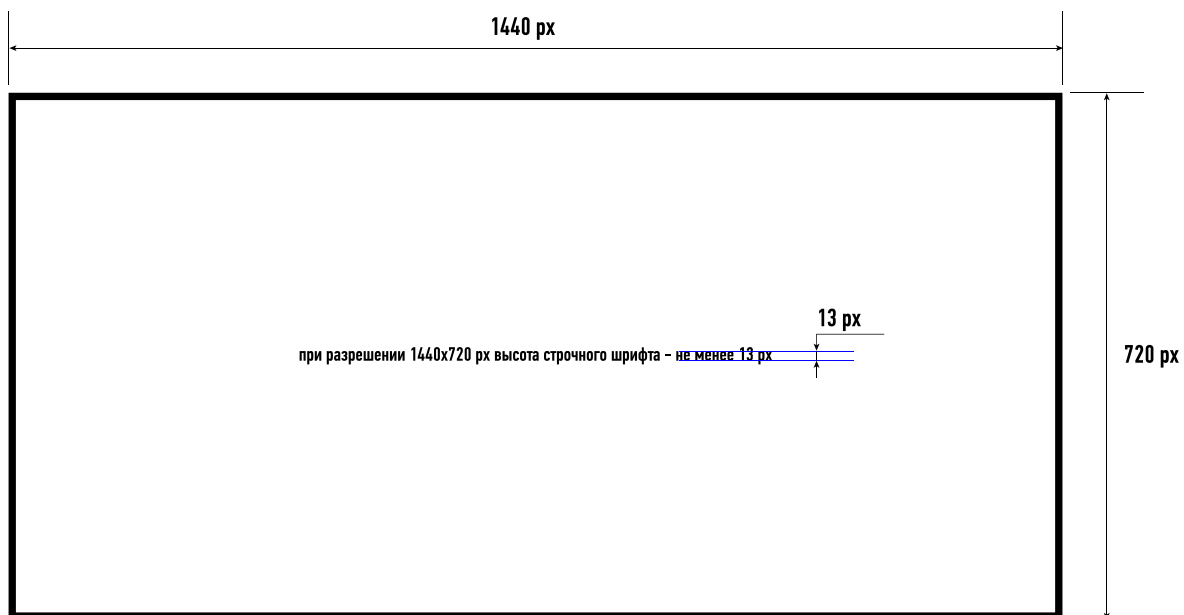 1440 px
13 px
при разрешении 1440x720 px высота строчного шрифта – не менее 13 px
720 px